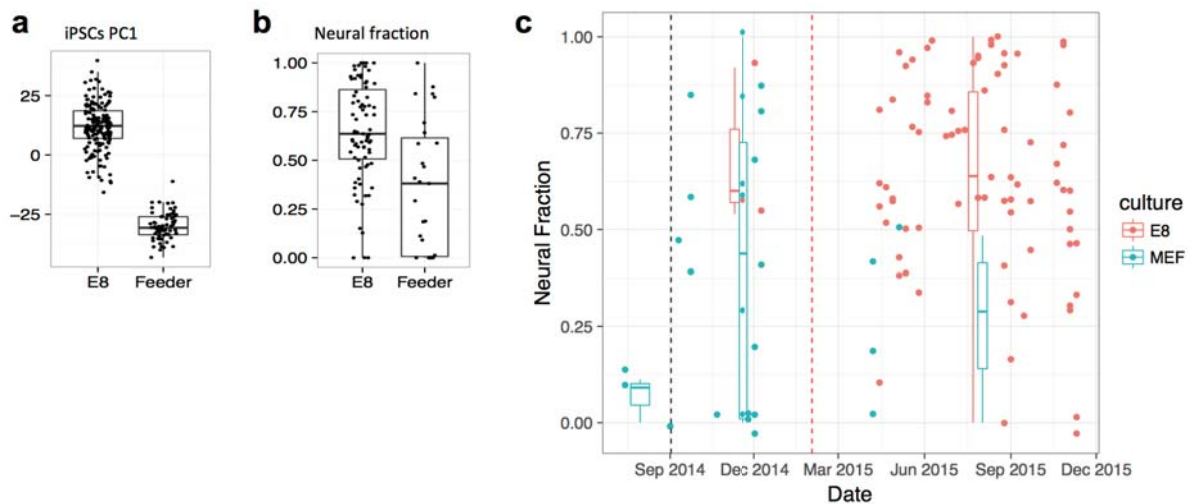 a
iPSCs PC1
25
0
−25
E8 Feeder
b
Neural fraction
1.00
0.75
0.50
0.25
0.00
E8 Feeder
c
Neural Fraction
1.00
0.75
0.50
0.25
0.00
Sep 2014 Dec 2014 Mar 2015 Jun 2015 Sep 2015 Dec 2015
Date
culture
E8
MEF